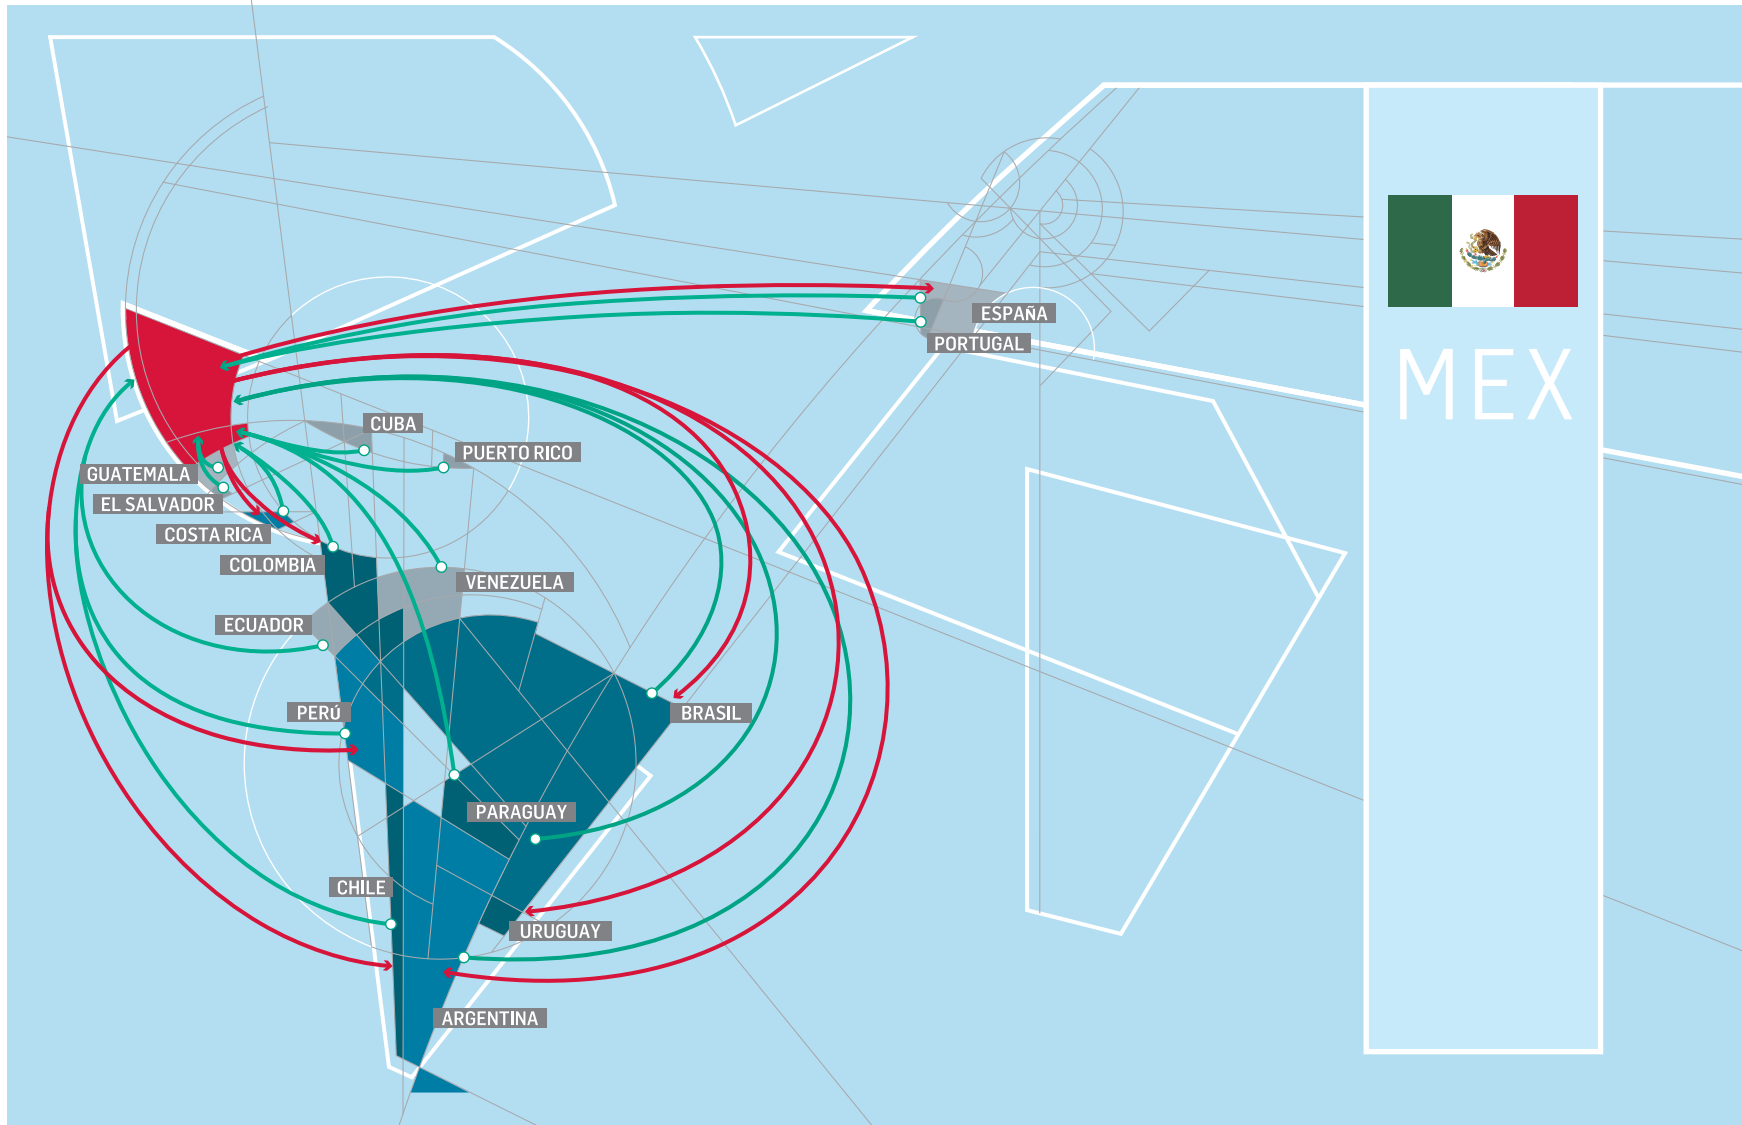 ESPAÑA
PORTUGAL
MEX
CUBA
PUERTO RICO
GUATEMALA
EL SALVADOR
COSTA RICA
COLOMBIA
VENEZUELA
ECUADOR
PERÚ
BRASIL
PARAGUAY
CHILE
URUGUAY
ARGENTINA